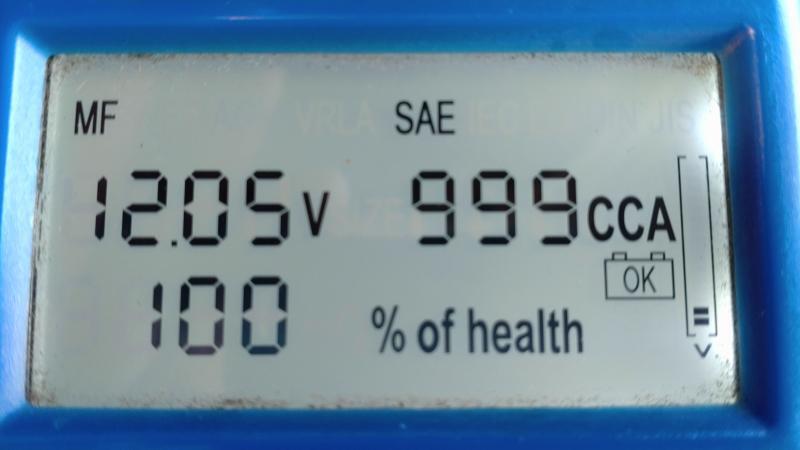 MF SAE
12.05V 999CCA
OK
100 % of health